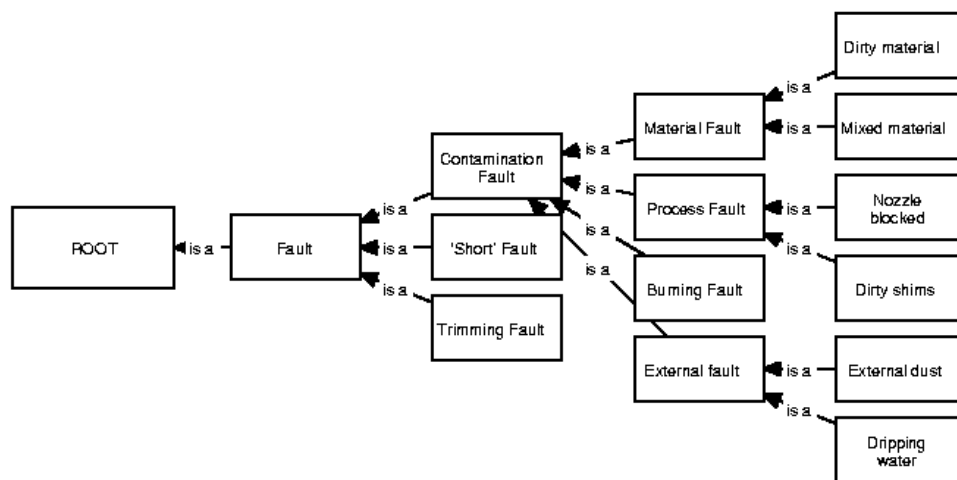 Dirty material
is a
Material Fault
is a
Mixed material
is a
Contamination
Fault
is a
Process Fault
is a
Nozzle
blocked
is a
ROOT
is a
Fault
is a
'Short' Fault
is a
is a
Burning Fault
is a
Dirty shims
is a
Trimming Fault
External fault
is a
External dust
is a
Dripping
water